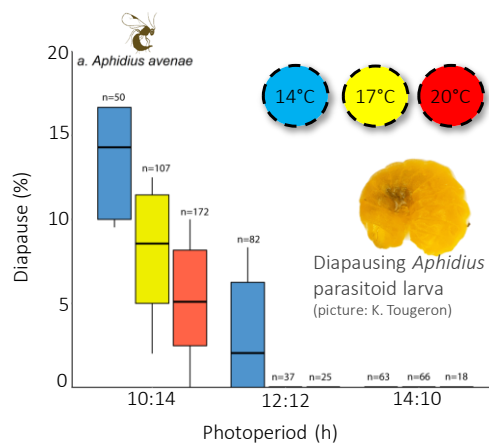 a. Aphidius avenae
14°C 17°C 20°C
20
15
10
5
0
Diapause (%)
n=50
n=107
n=172
n=82
n=37 n=25 n=63 n=66 n=18
Diapausing Aphidius
parasitoid larva
(picture: K. Tougeron)
10:14 12:12 14:10
Photoperiod (h)